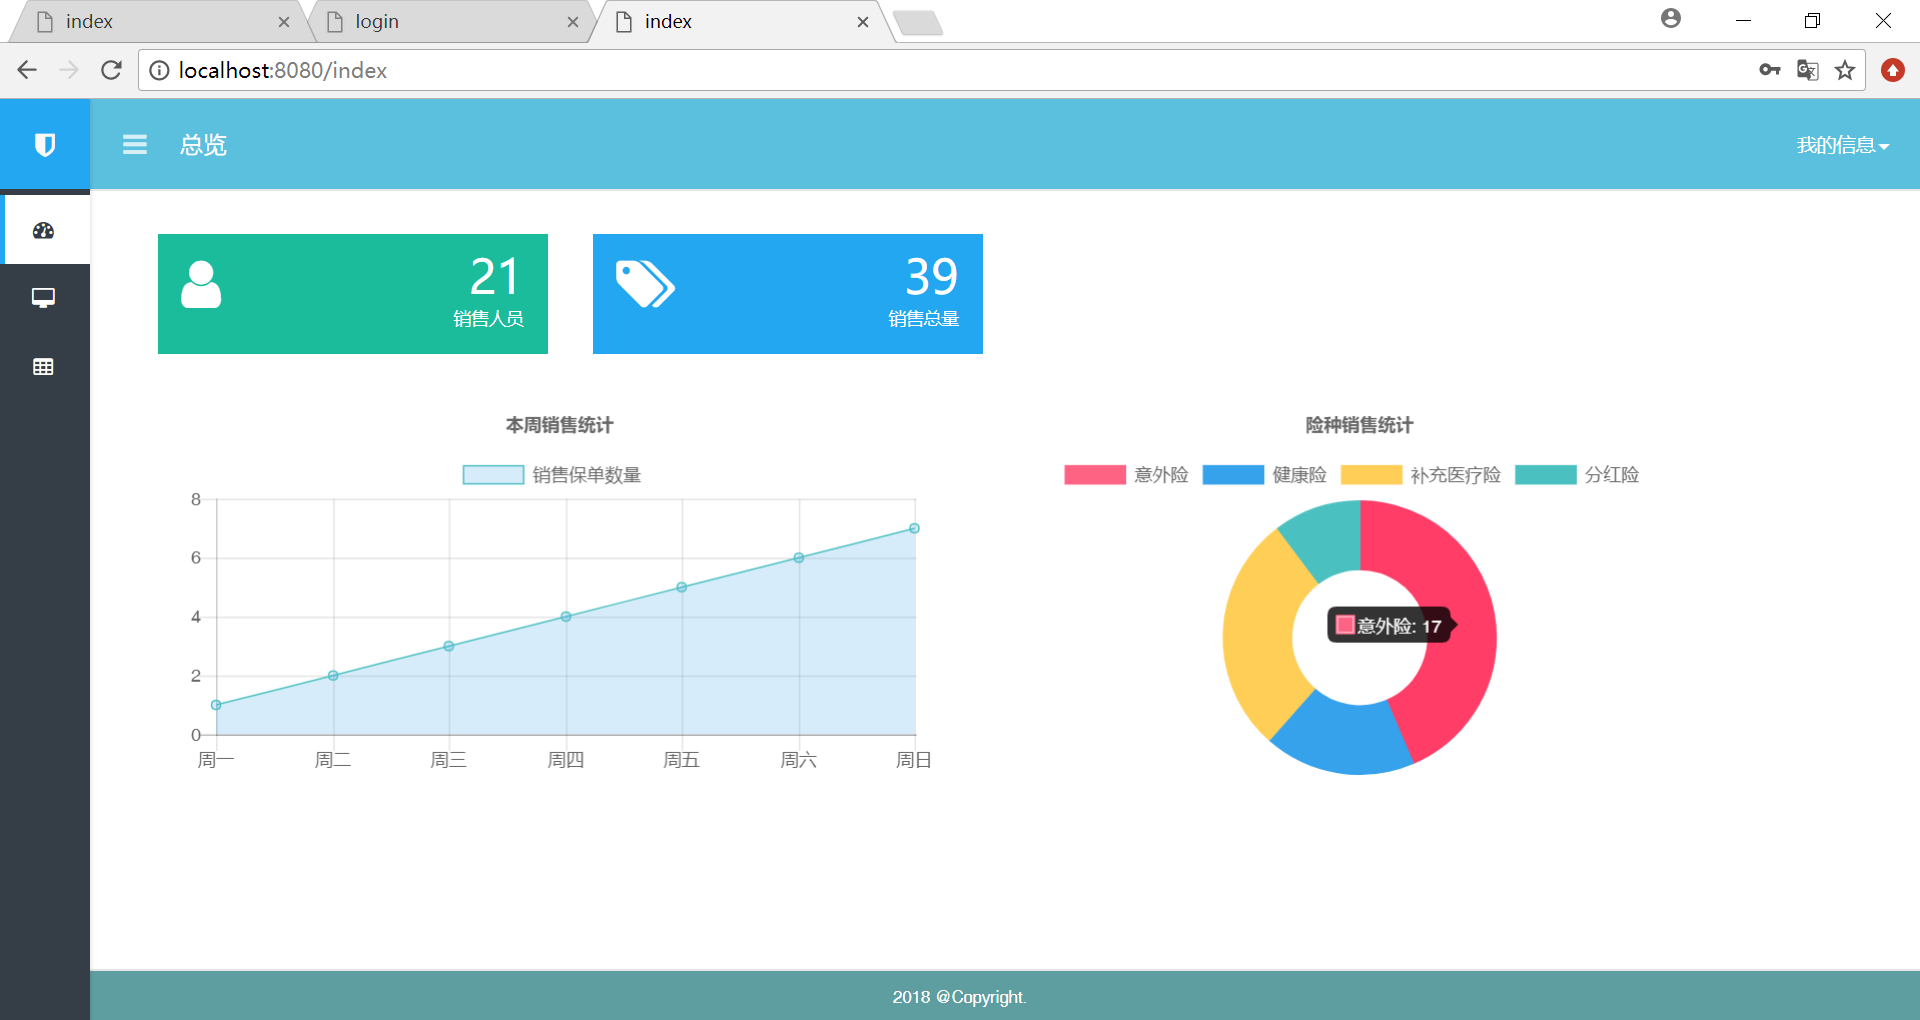 index
login
index
localhost:8080/index
总览
我的信息
21
销售人员
39
销售总量
本周销售统计
销售保单数量
8
6
4
2
0
周一 周二 周三 周四 周五 周六 周日
险种销售统计
意外险 健康险 补充医疗险 分红险
意外险: 17
2018 @Copyright.